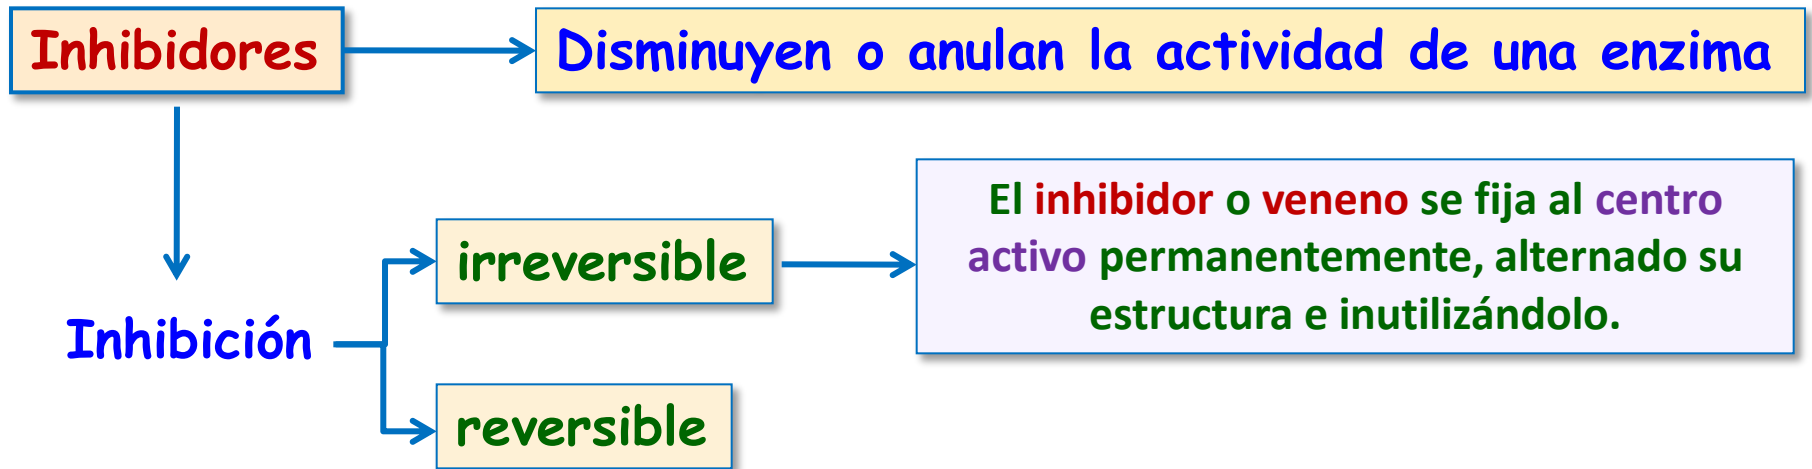 Inhibidores
Disminuyen o anulan la actividad de una enzima
El inhibidor o veneno se fija al centro
activo permanentemente, alternado su
estructura e inutilizándolo.
irreversible
Inhibición
reversible